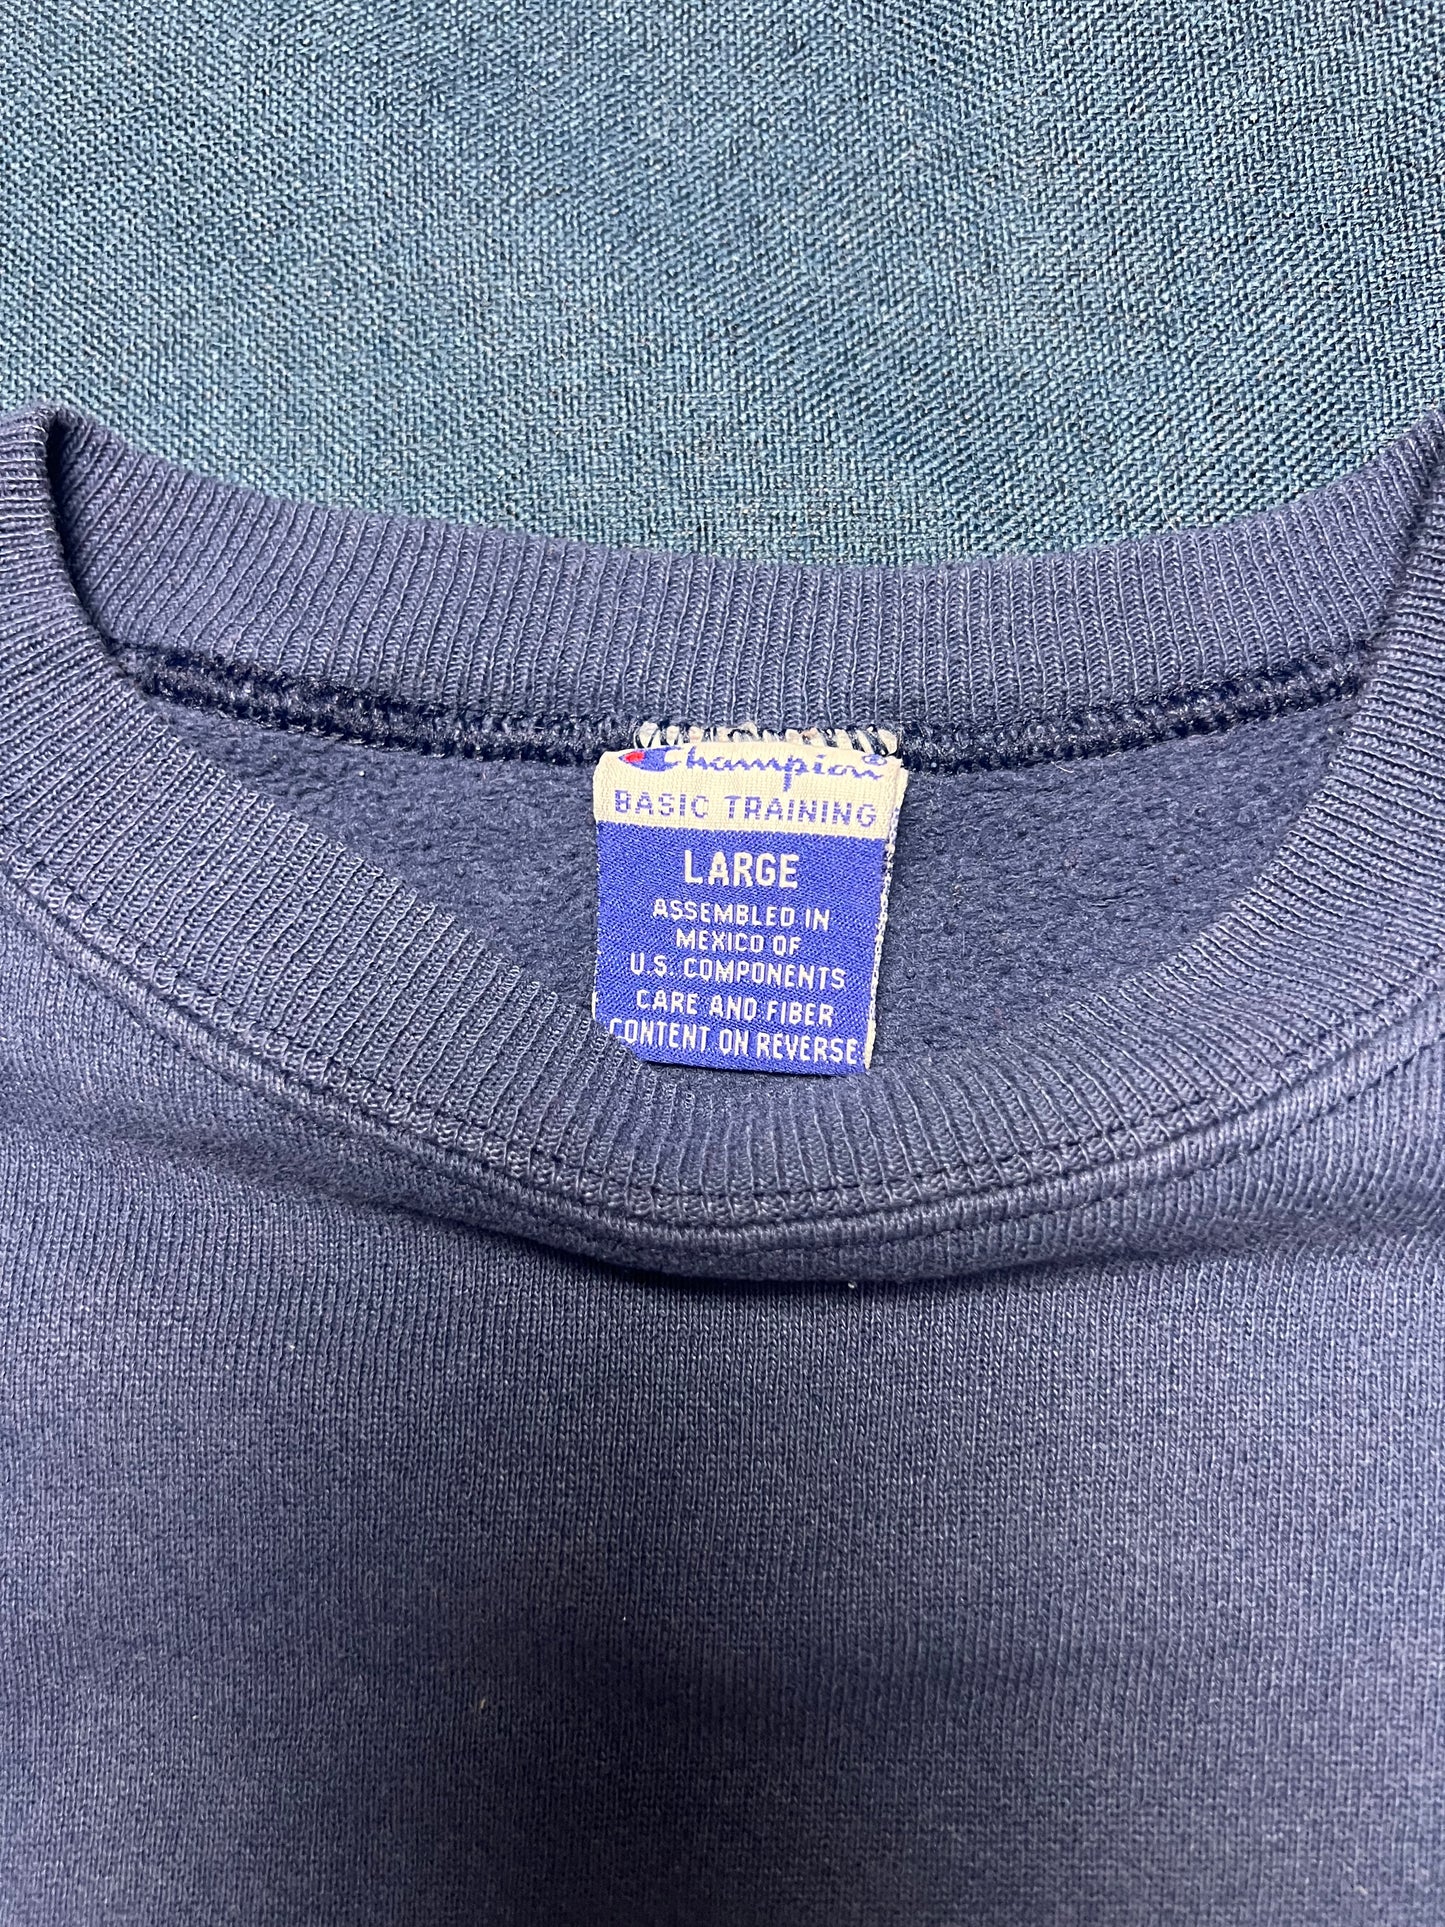 Champion®
BASIC TRAINING
LARGE
ASSEMBLED IN
MEXICO OF
U.S. COMPONENTS
CARE AND FIBER
CONTENT ON REVERSE